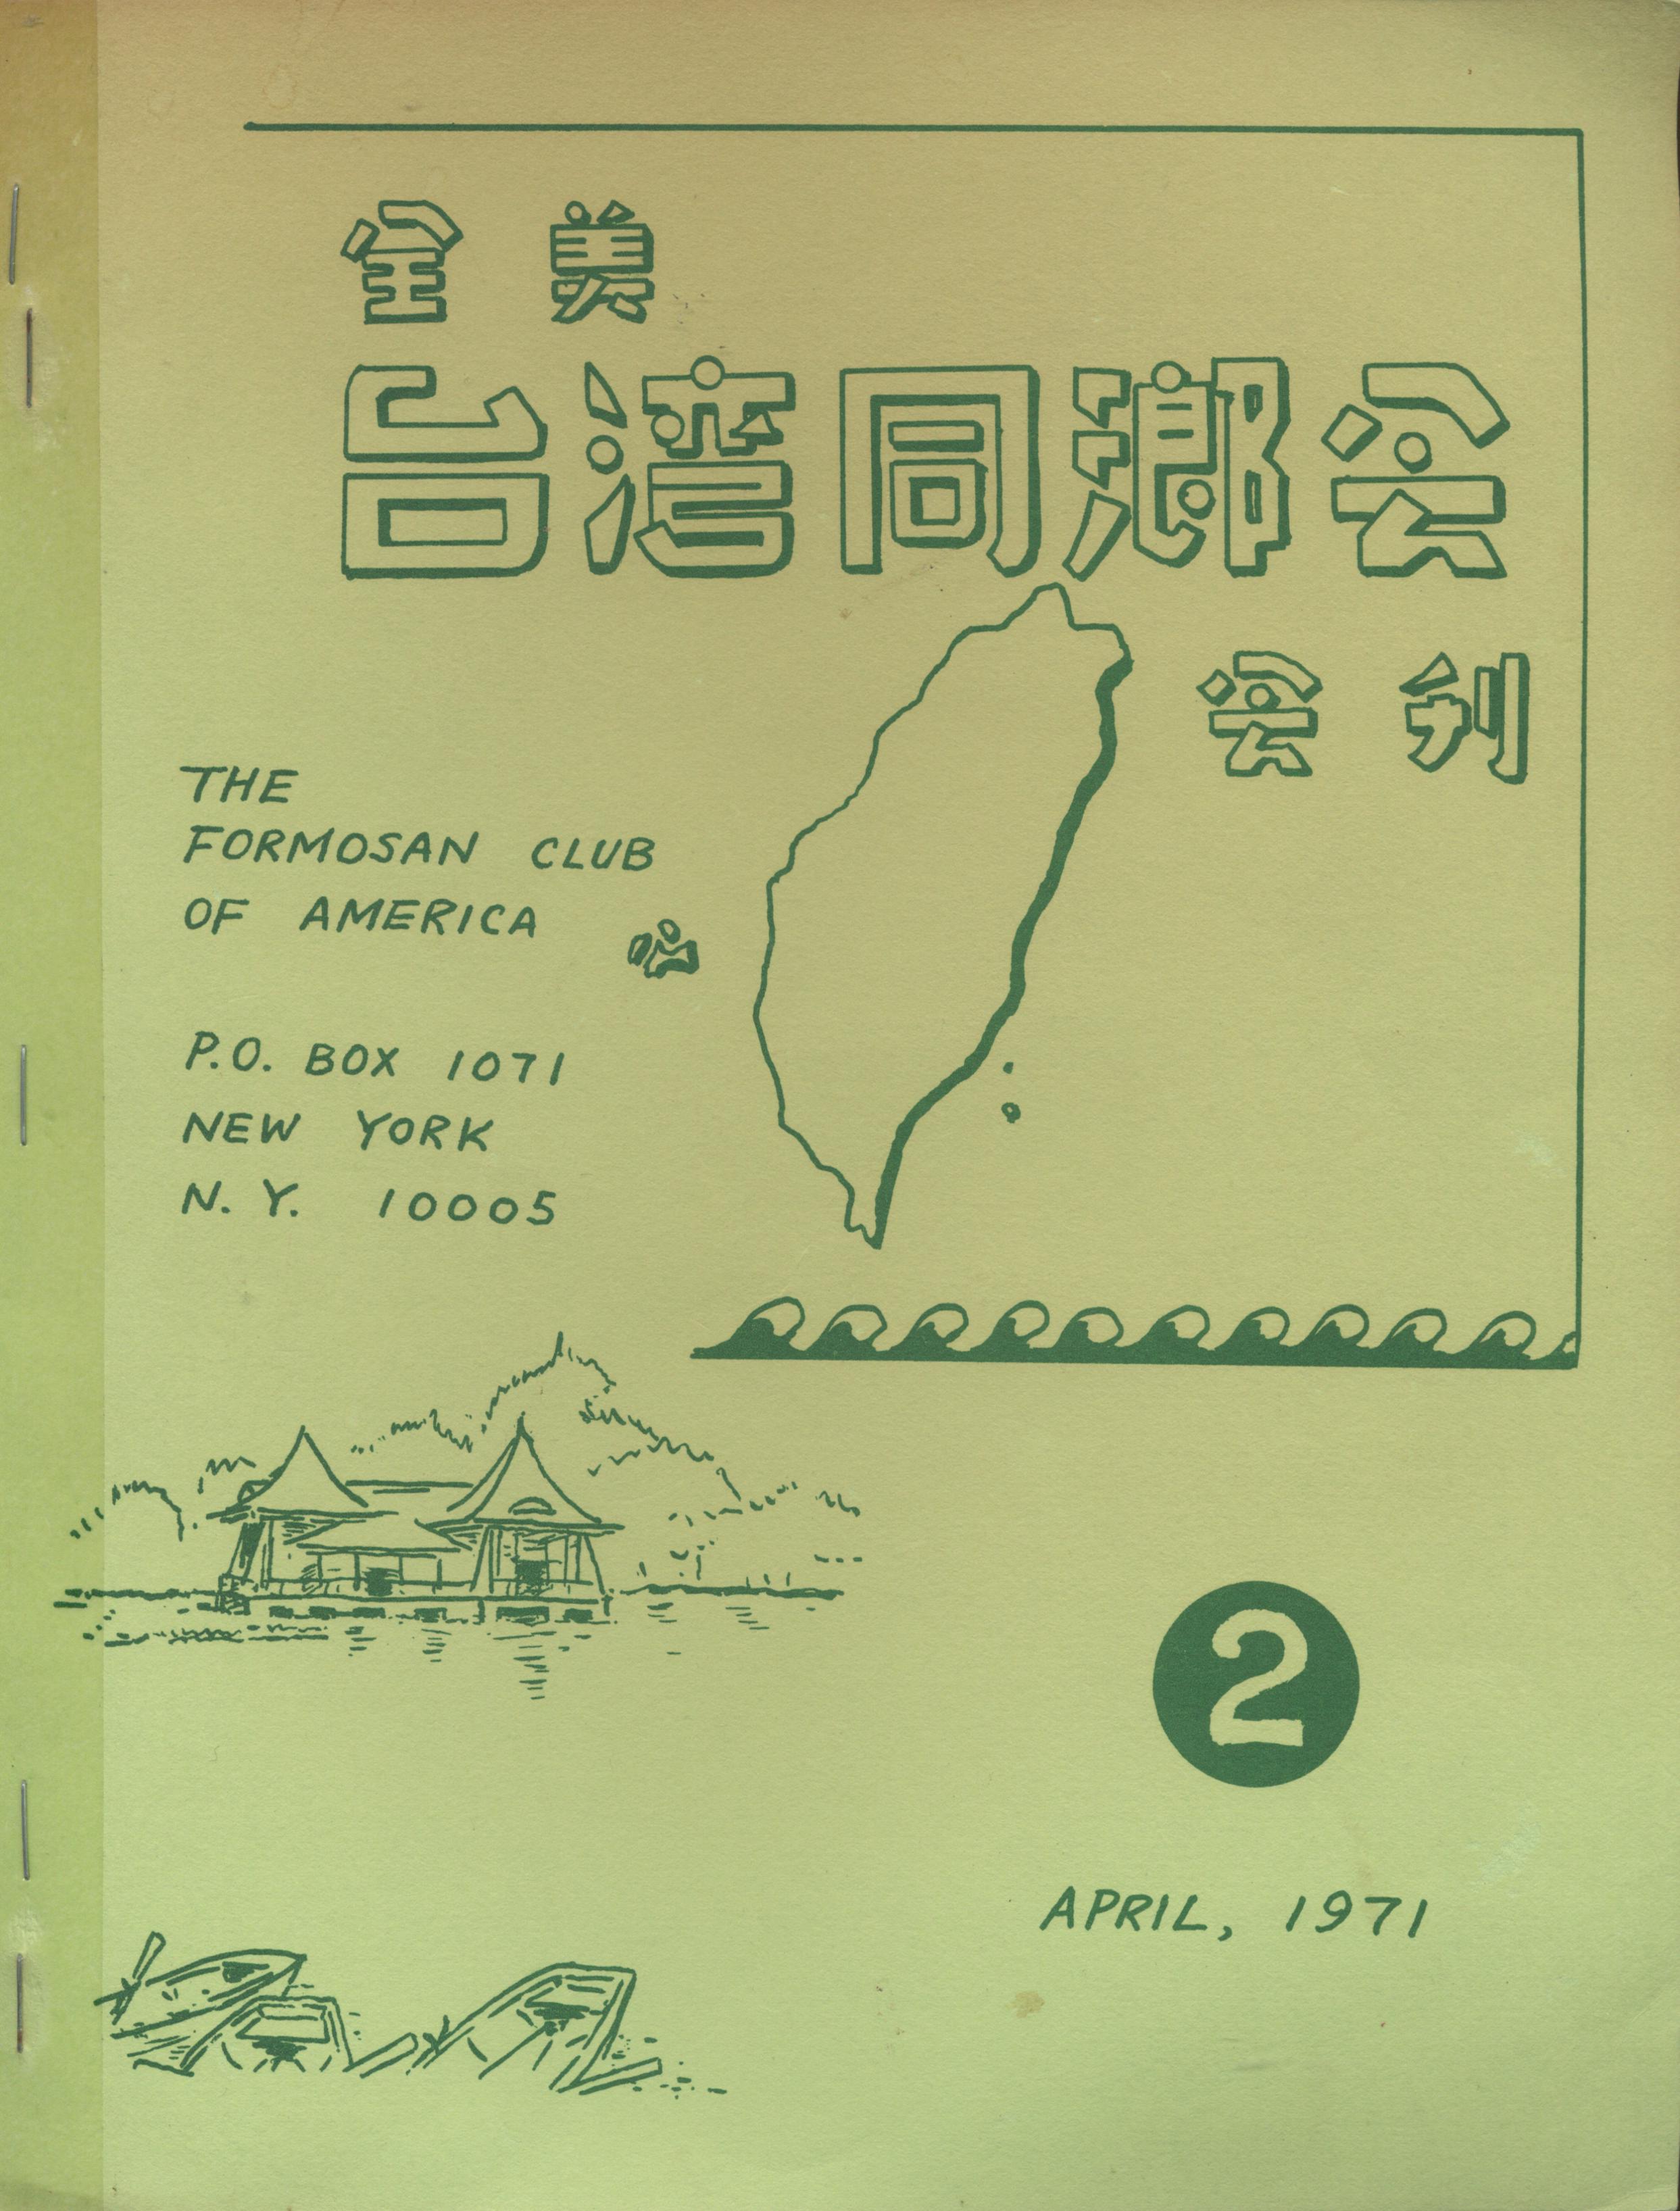 全美
台湾同鄉会
会刊
THE
FORMOSAN CLUB
OF AMERICA
P.O. BOX 1071
NEW YORK
N.Y. 10005
2
APRIL, 1971